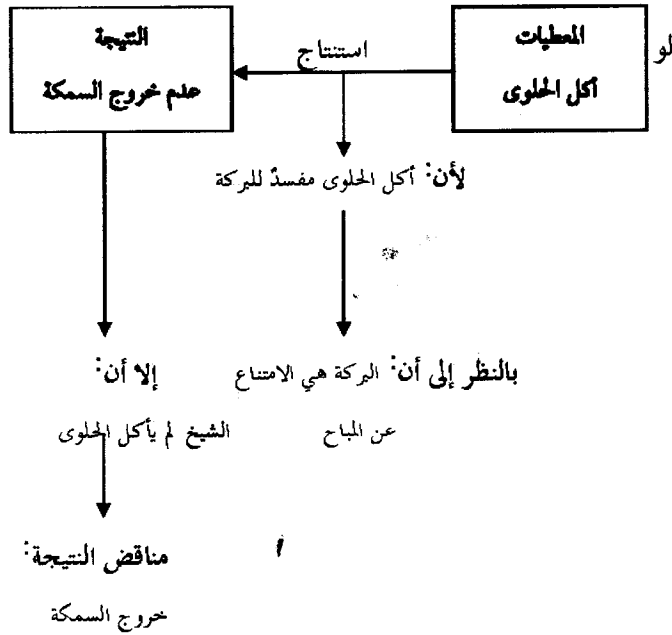 لو
المعطيات
أكل الحلوى
استنتاج
النتيجة
عدم خروج السمكة
لأن: أكل الحلوى مفسدٌ للبركة
بالنظر إلى أن: البركة هي الامتناع
عن المباح
إلا أن:
الشيخ لم يأكل الحلوى
مناقض النتيجة:
خروج السمكة